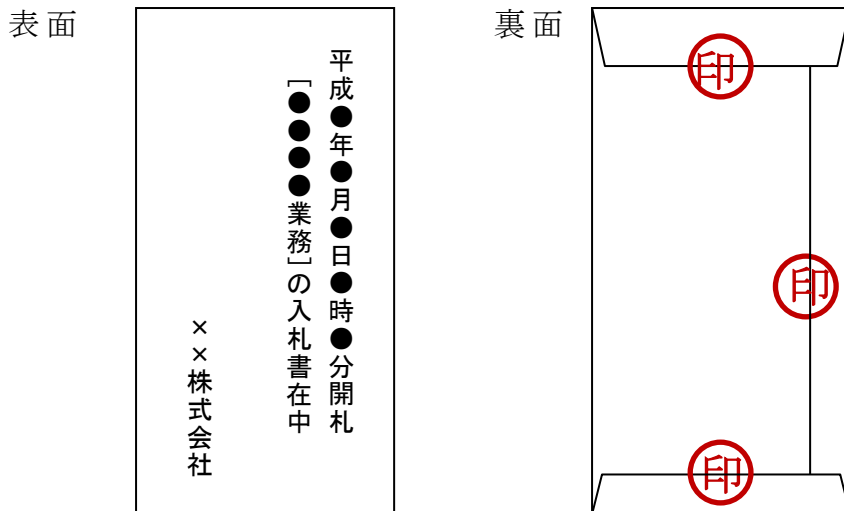 表面
平成●年●月●日●時●分開札
［●●●●業務］の入札書在中
××株式会社
裏面
印
印
印